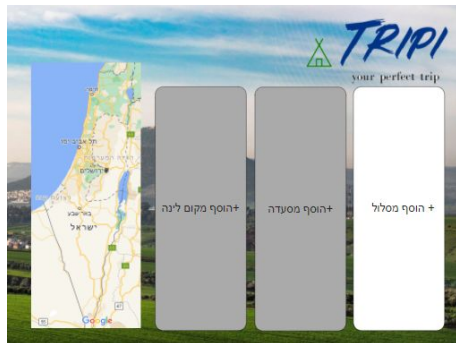 TRIPI
your perfect trip
+ הוסף מסלול
+הוסף מסעדה
+הוסף מקום לינה
תל אביב יפו
ירושלים
באר שבע
ישראל
Google